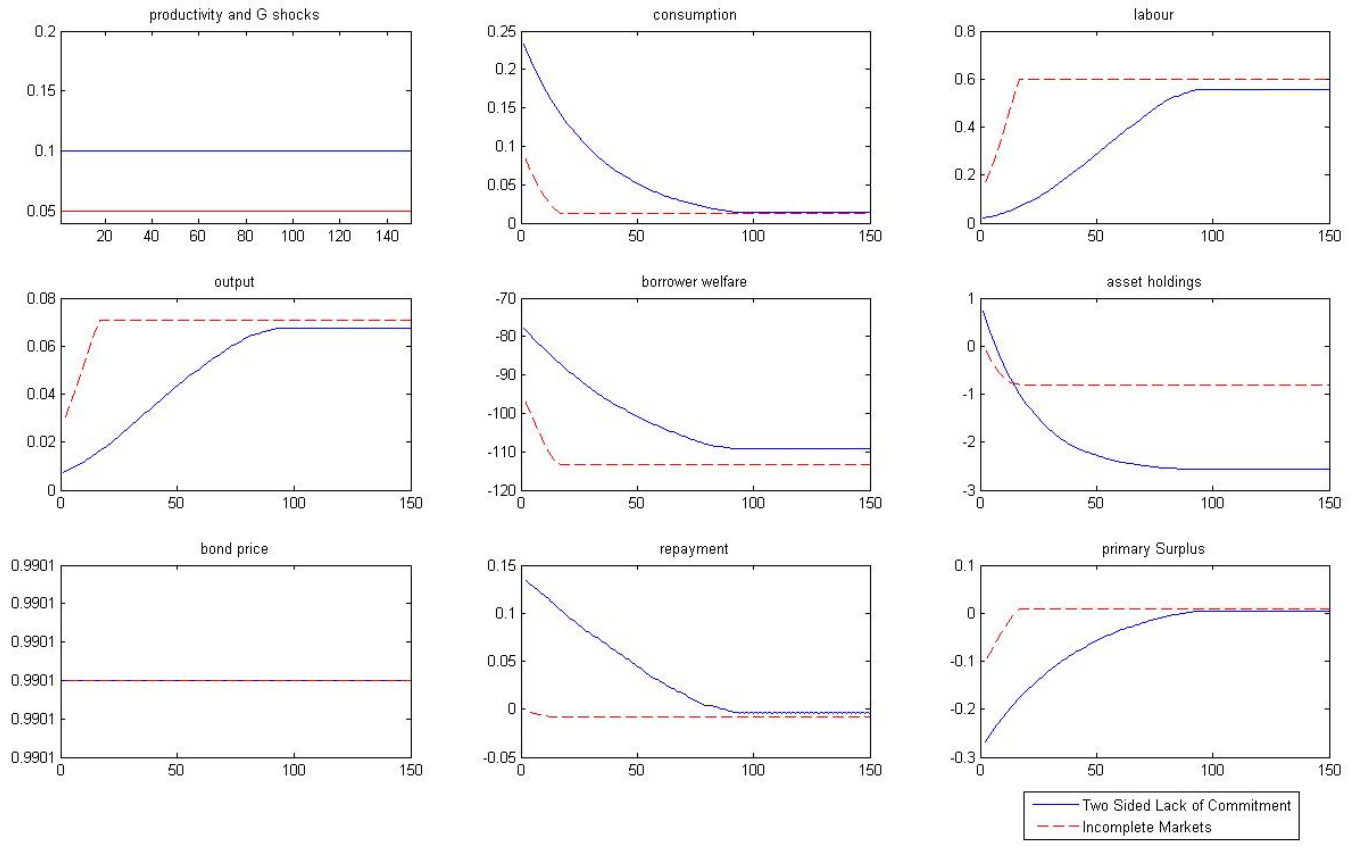 productivity and G shocks
0.2
0.15
0.1
0.05
20 40 60 80 100 120 140
consumption
0.25
0.2
0.15
0.1
0.05
0
0 50 100 150
labour
0.8
0.6
0.4
0.2
0
0 50 100 150
output
0.08
0.06
0.04
0.02
0
0 50 100 150
borrower welfare
-70
-80
-90
-100
-110
-120
0 50 100 150
asset holdings
1
0
-1
-2
-3
0 50 100 150
bond price
0.9901
0.9901
0.9901
0.9901
0.9901
0.9901
0 50 100 150
repayment
0.15
0.1
0.05
0
-0.05
0 50 100 150
primary Surplus
0.1
0
-0.1
-0.2
-0.3
0 50 100 150
Two Sided Lack of Commitment
Incomplete Markets